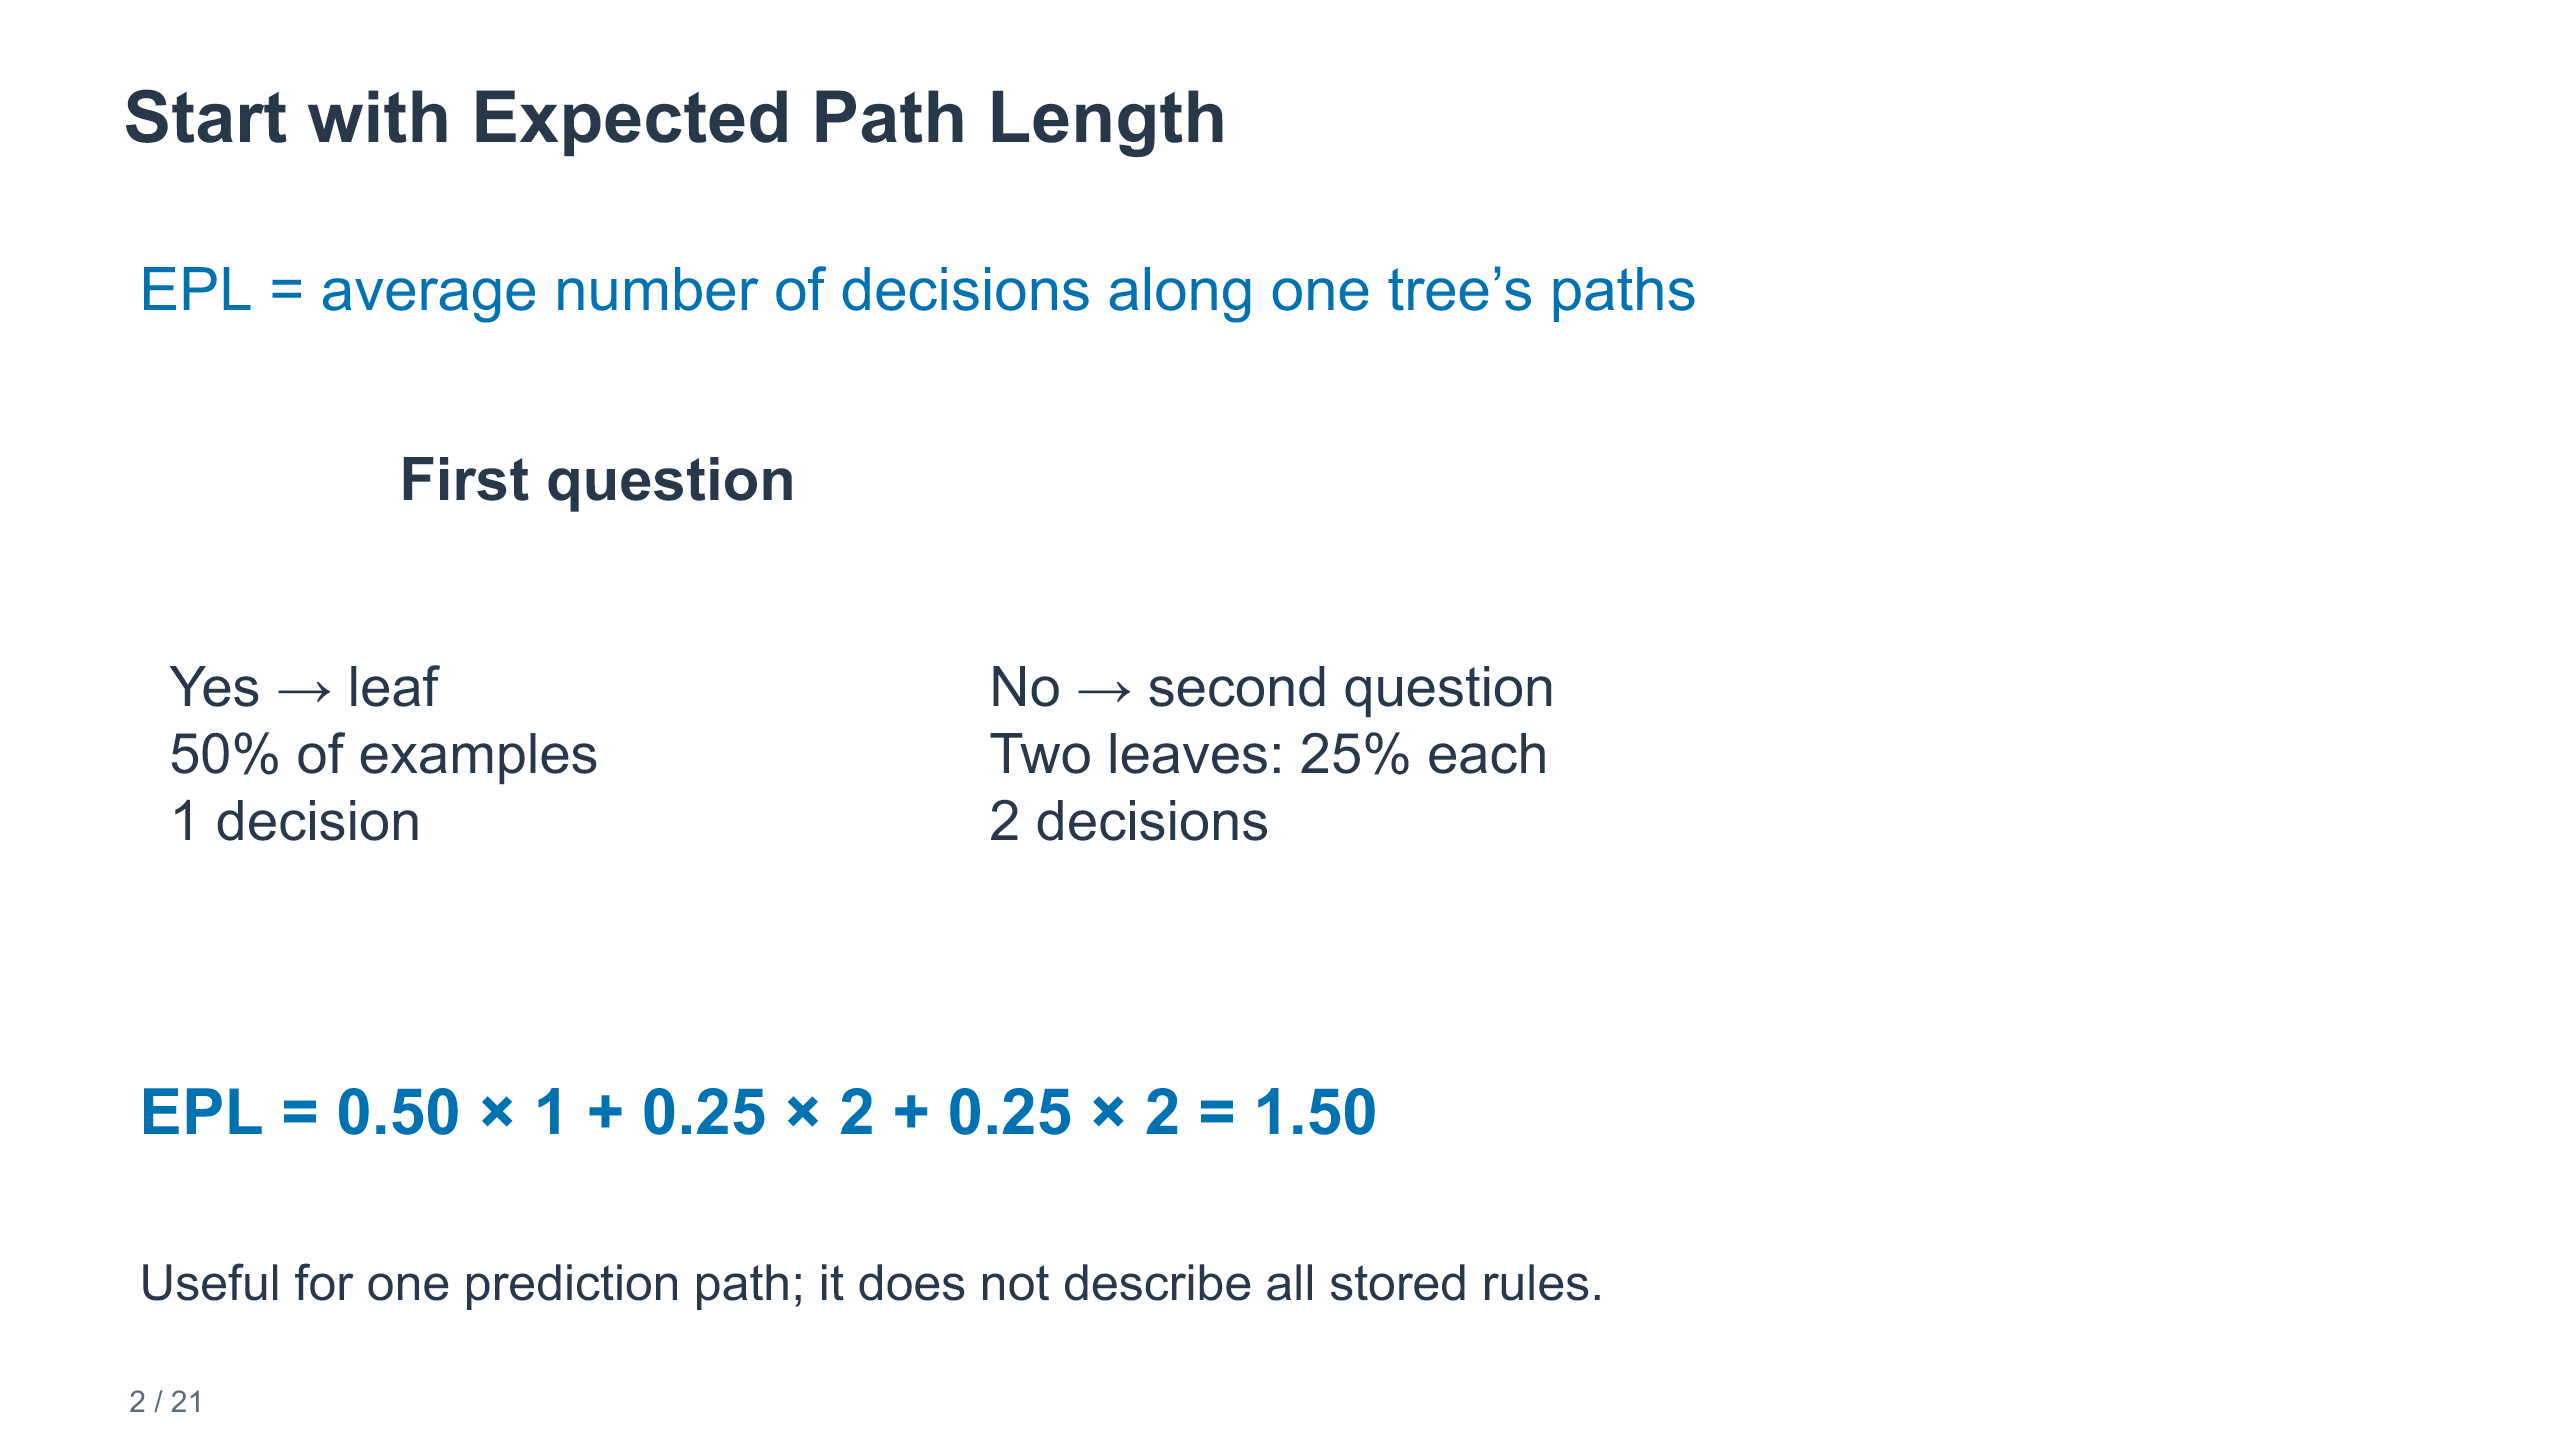 Start with Expected Path Length
EPL = average number of decisions along one tree’s paths
First question
Yes → leaf
50% of examples
1 decision
No → second question
Two leaves: 25% each
2 decisions
EPL = 0.50 × 1 + 0.25 × 2 + 0.25 × 2 = 1.50
Useful for one prediction path; it does not describe all stored rules.
2 / 21